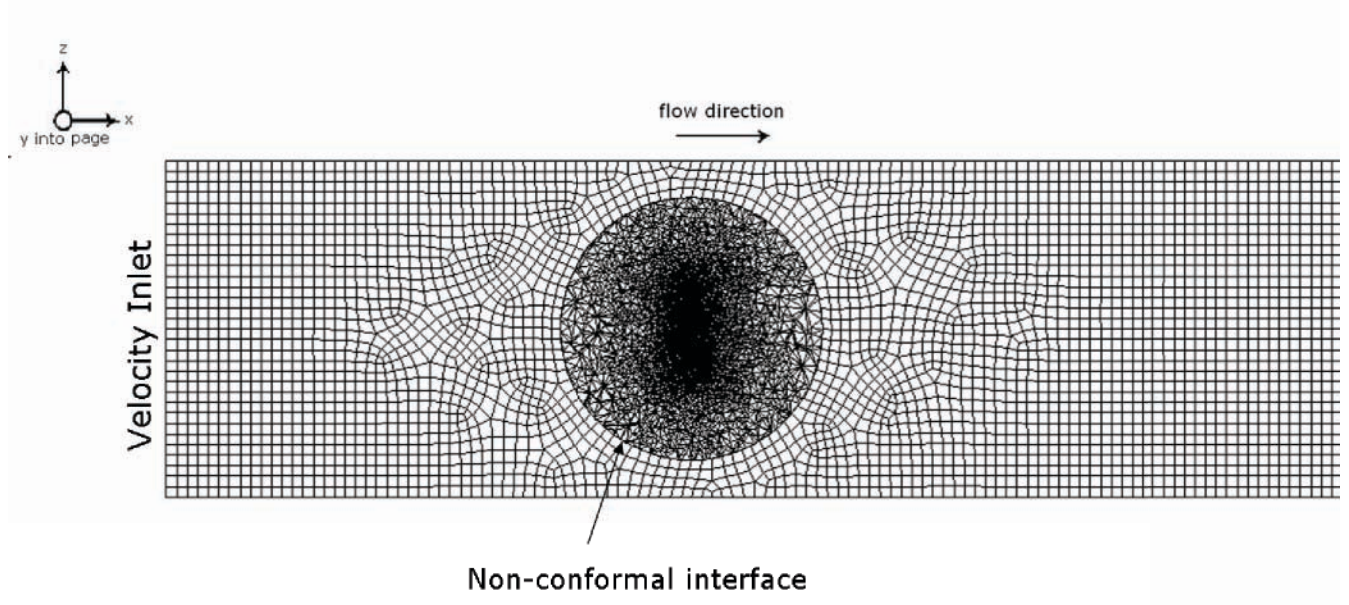 z
x
y into page
flow direction
Velocity Inlet
Non-conformal interface